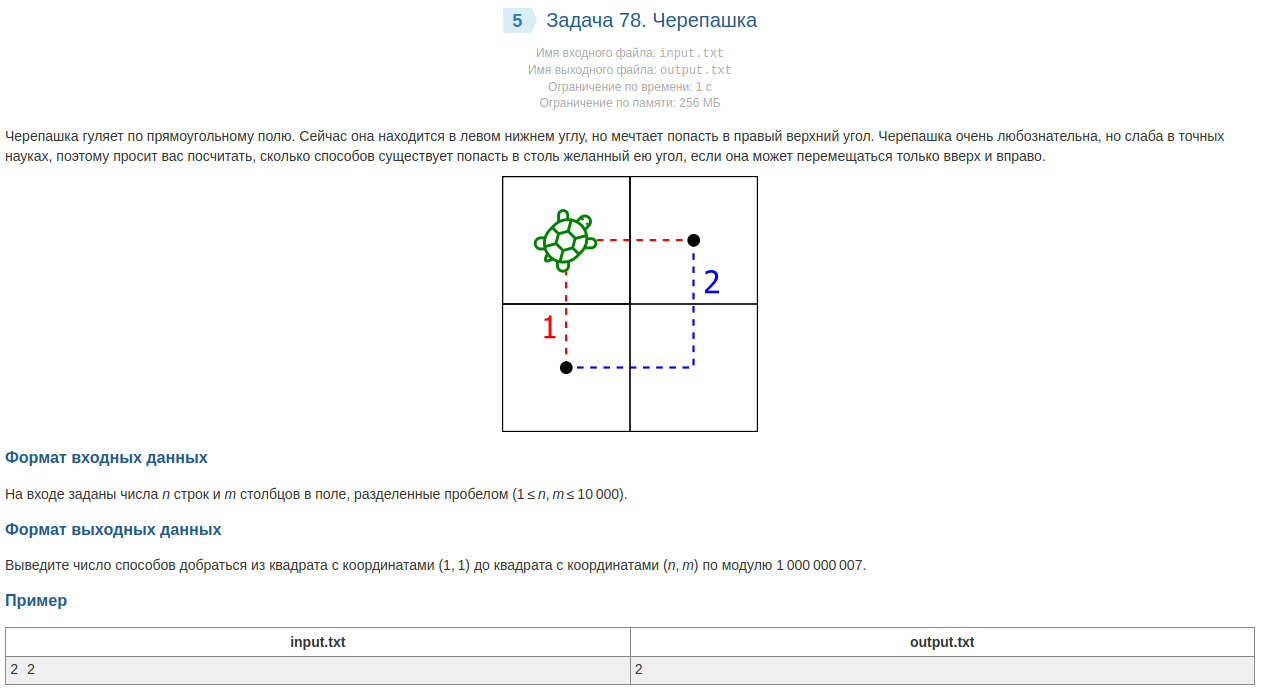 5 Задача 78. Черепашка
Имя входного файла: input.txt
Имя выходного файла: output.txt
Ограничение по времени: 1 с
Ограничение по памяти: 256 МБ
Черепашка гуляет по прямоугольному полю. Сейчас она находится в левом нижнем углу, но мечтает попасть в правый верхний угол. Черепашка очень любознательна, но слаба в точных
науках, поэтому просит вас посчитать, сколько способов существует попасть в столь желанный ею угол, если она может перемещаться только вверх и вправо.
2
1
Формат входных данных
На входе заданы числа n строк и m столбцов в поле, разделенные пробелом (1 ≤ n, m ≤ 10 000).
Формат выходных данных
Выведите число способов добраться из квадрата с координатами (1, 1) до квадрата с координатами (n, m) по модулю 1 000 000 007.
Пример
input.txt output.txt
2 2 2